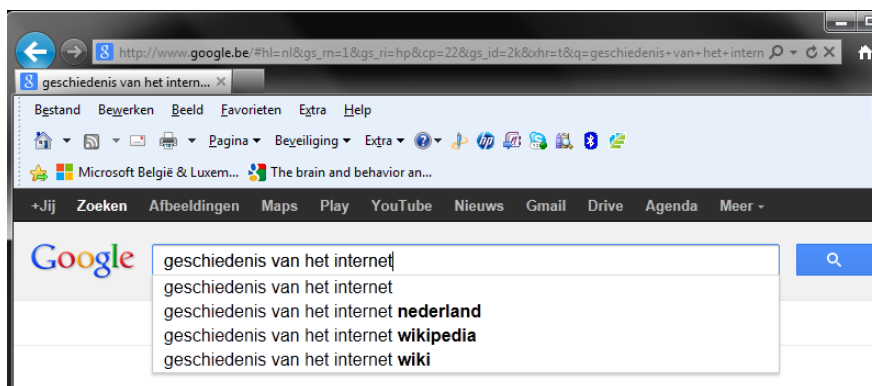 http://www.google.be/#hl=nl&gs_rn=1&gs_ri=hp&cp=22&gs_id=2k&xhr=t&q=geschiedenis+van+het+intern
geschiedenis van het intern...
Bestand Bewerken Beeld Favorieten Extra Help
Pagina Beveiliging Extra
Microsoft België & Luxem... The brain and behavior an...
+Jij Zoeken Afbeeldingen Maps Play YouTube Nieuws Gmail Drive Agenda Meer
Google geschiedenis van het internet
geschiedenis van het internet
geschiedenis van het internet nederland
geschiedenis van het internet wikipedia
geschiedenis van het internet wiki